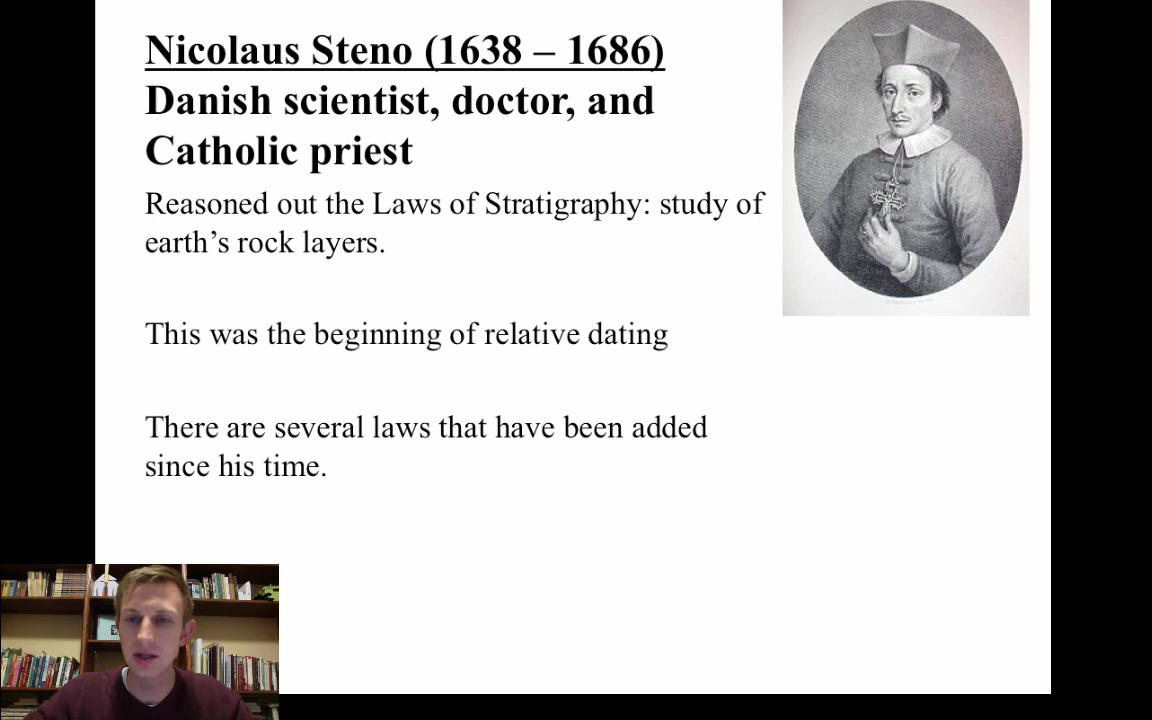 Nicolaus Steno (1638 – 1686)
Danish scientist, doctor, and
Catholic priest
Reasoned out the Laws of Stratigraphy: study of
earth’s rock layers.
This was the beginning of relative dating
There are several laws that have been added
since his time.